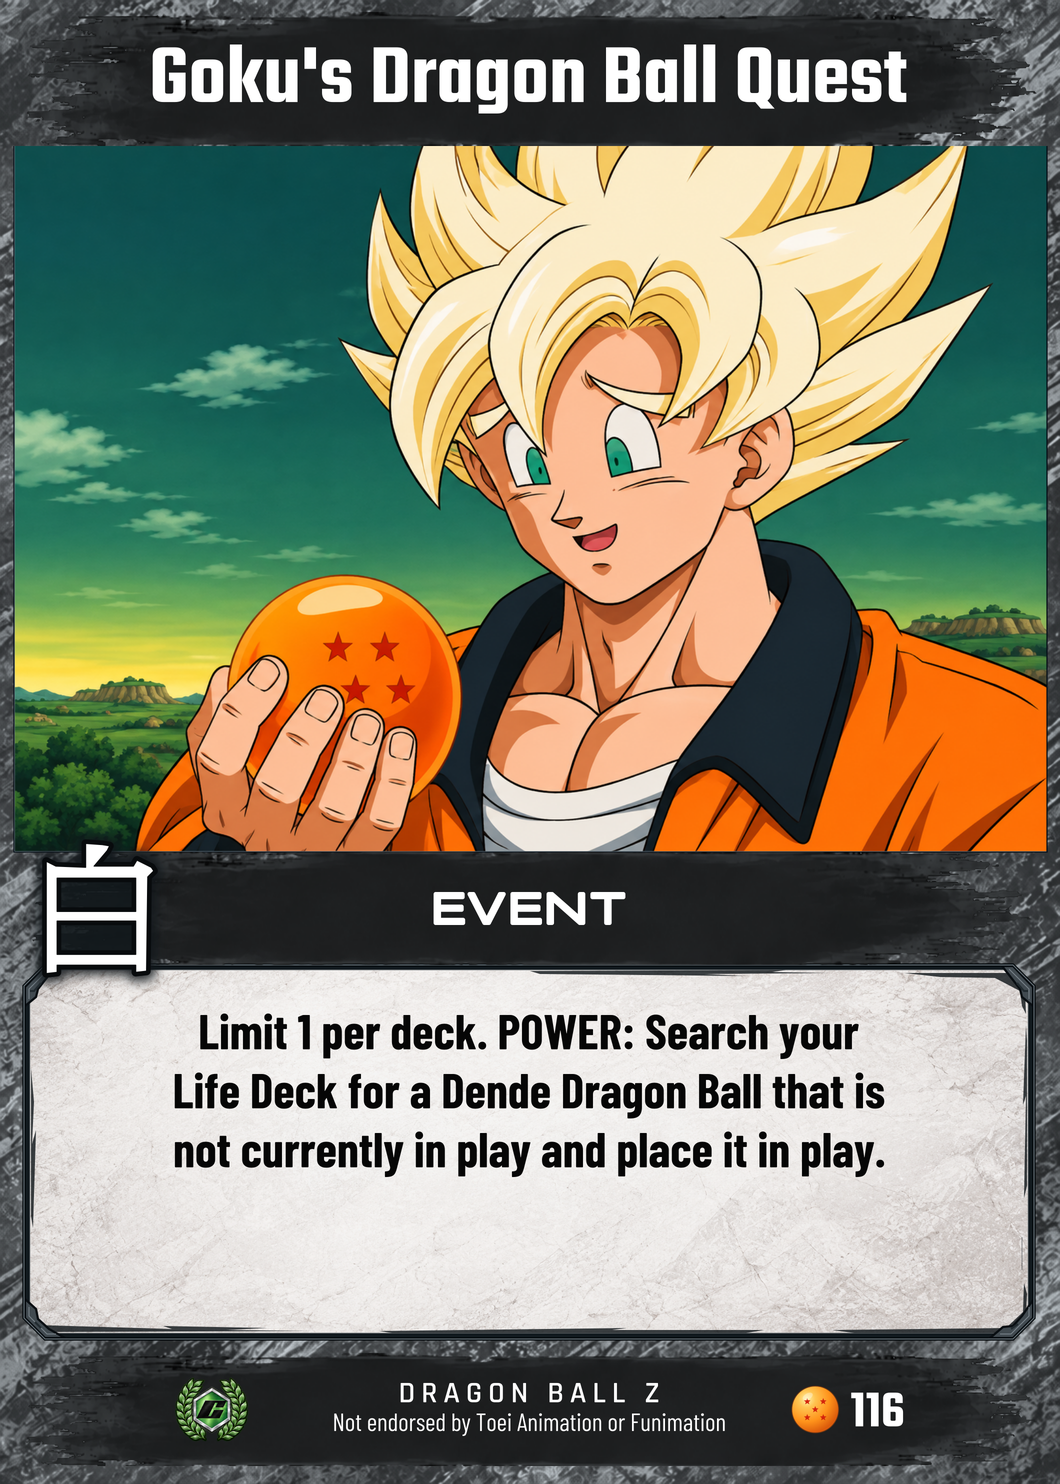 Goku's Dragon Ball Quest
白
EVENT
Limit 1 per deck. POWER: Search your
Life Deck for a Dende Dragon Ball that is
not currently in play and place it in play.
DRAGON BALL Z
Not endorsed by Toei Animation or Funimation
116